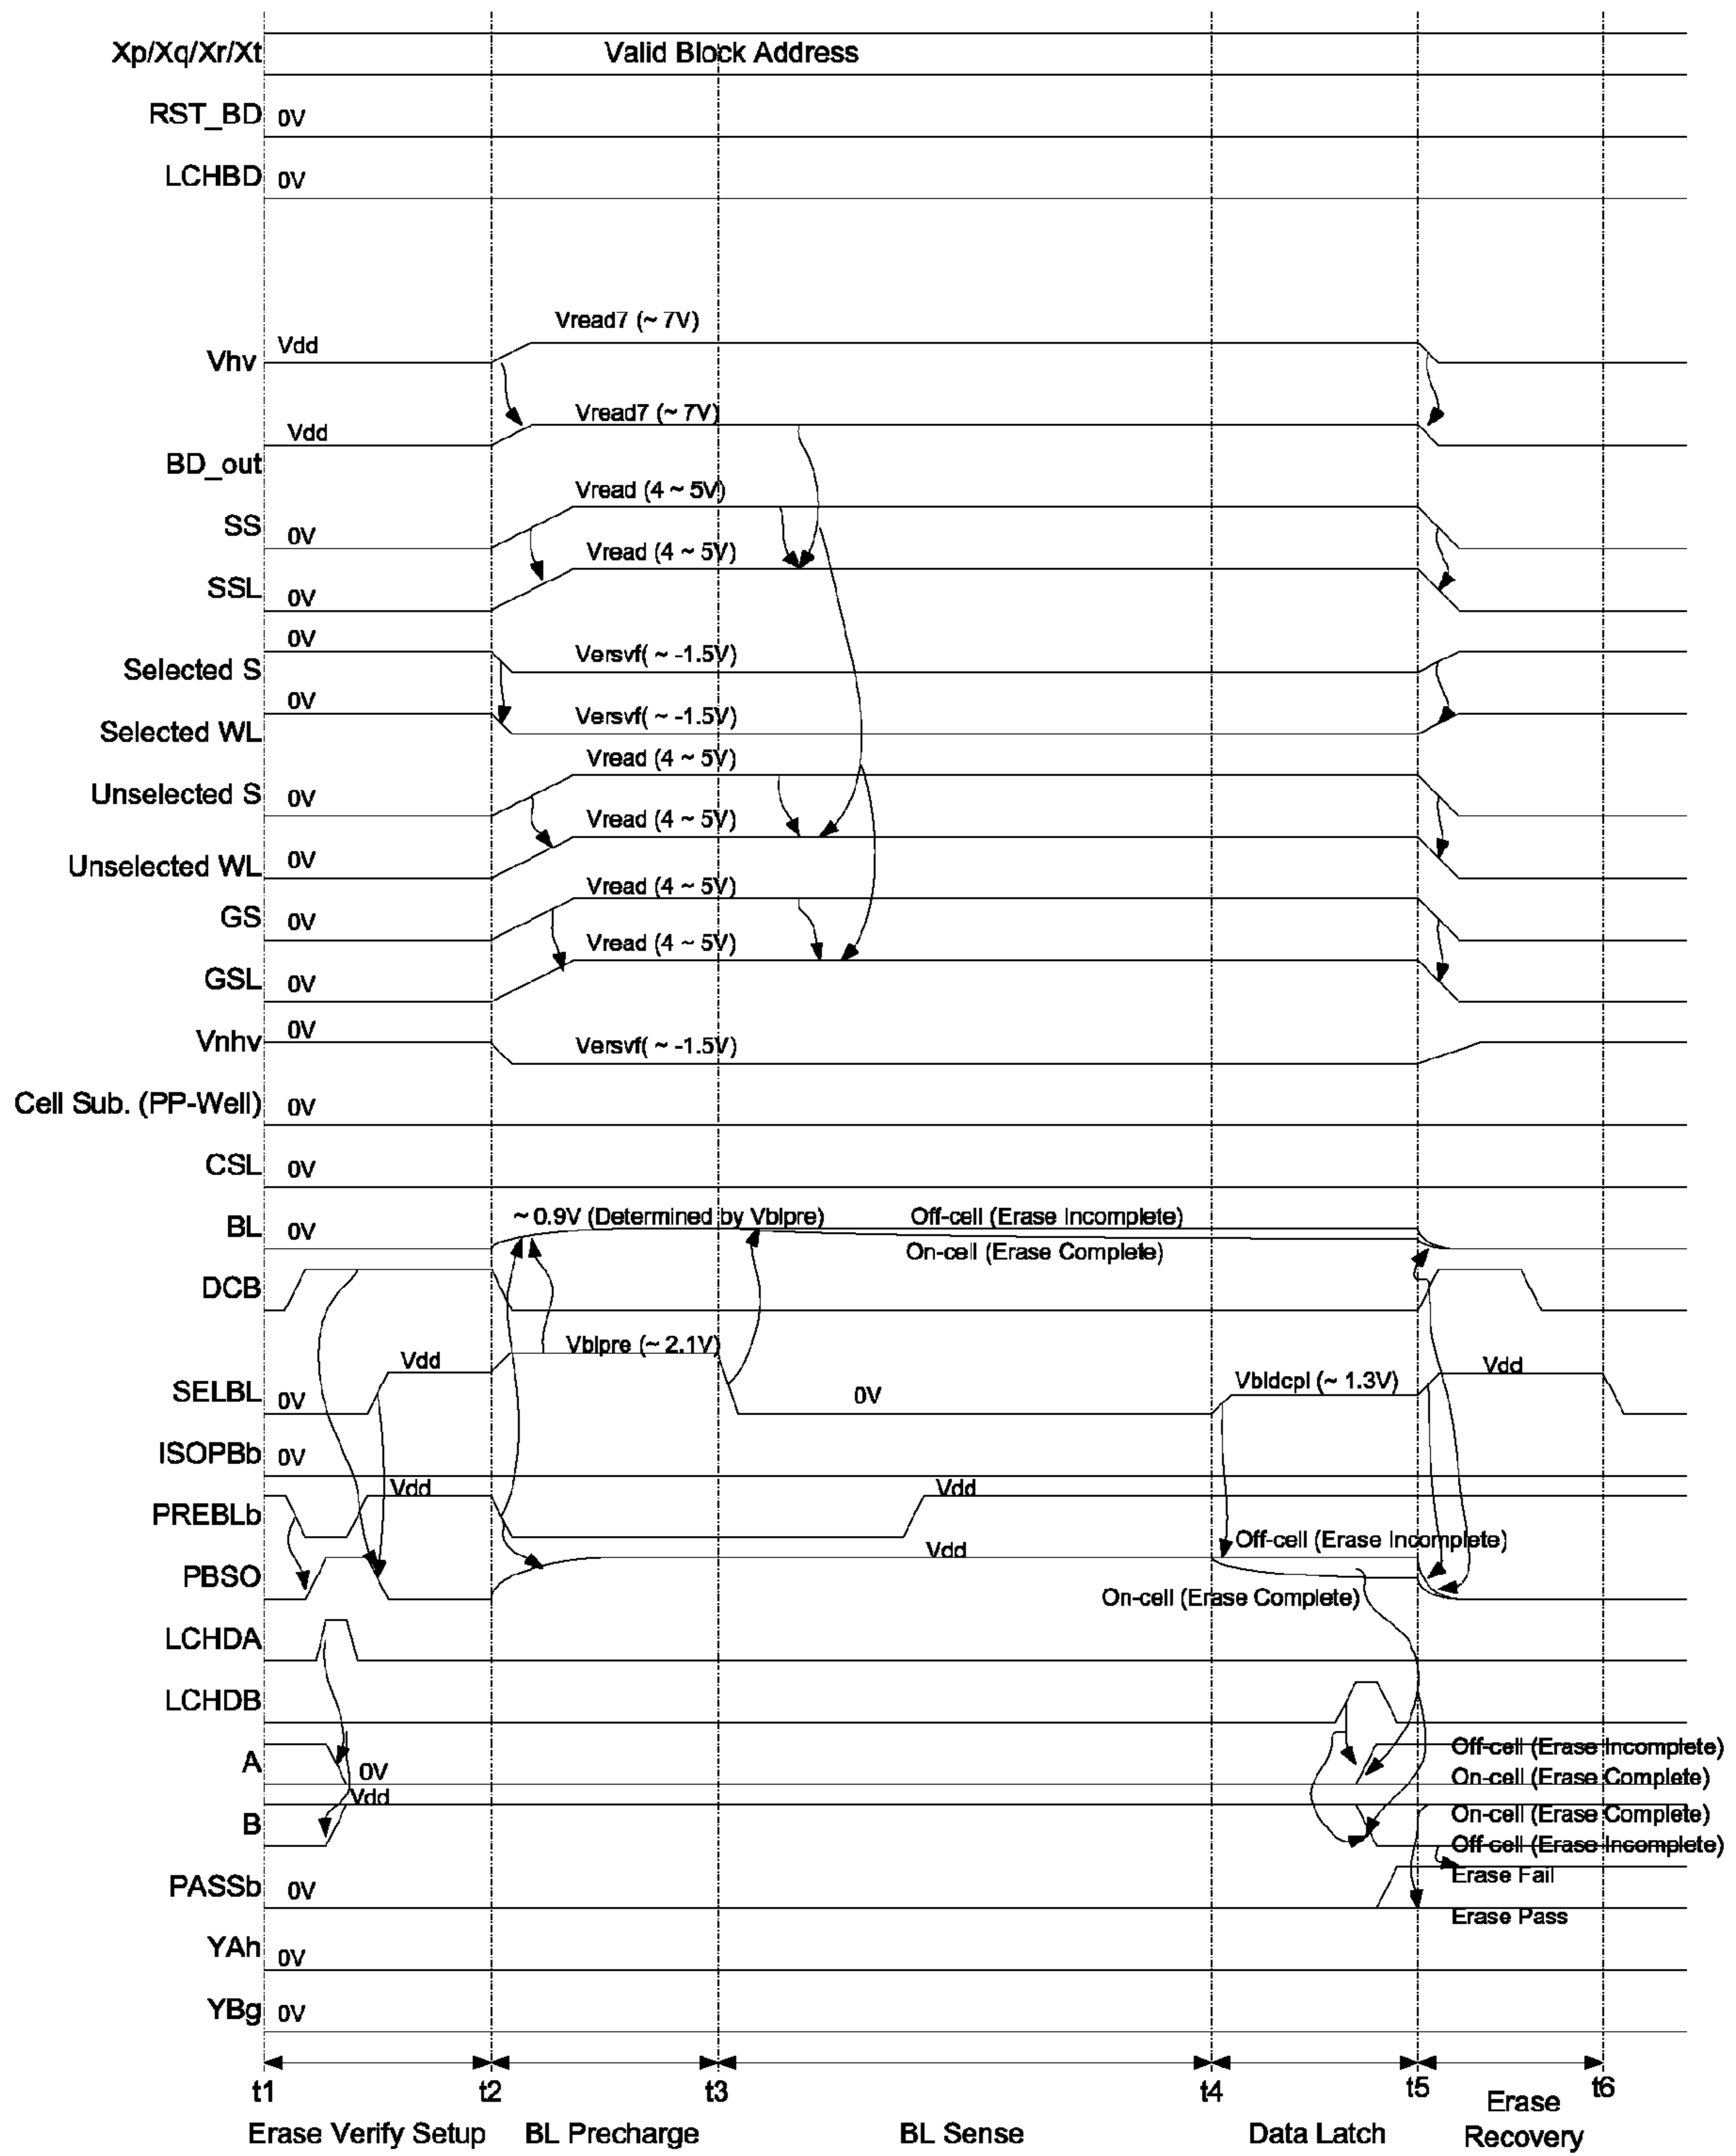 Xp/Xq/Xr/Xt Valid Block Address
RST_BD 0V
LCHBD 0V
Vread7 (~ 7V)
Vhv Vdd
Vread7 (~ 7V)
Vdd
BD_out
Vread (4 ~ 5V)
SS 0V
Vread (4 ~ 5V)
SSL 0V
0V
Selected S Versvf( ~ -1.5V)
0V
Selected WL Versvf( ~ -1.5V)
Vread (4 ~ 5V)
Unselected S 0V
Vread (4 ~ 5V)
Unselected WL 0V
Vread (4 ~ 5V)
GS 0V
Vread (4 ~ 5V)
GSL 0V
Vnhv 0V Versvf( ~ -1.5V)
Cell Sub. (PP-Well) 0V
CSL 0V
BL 0V ~ 0.9V (Determined by Vblpre) Off-cell (Erase Incomplete)
On-cell (Erase Complete)
DCB
Vblpre (~ 2.1V)
Vdd Vdd
SELBL 0V 0V Vbldcpl (~ 1.3V)
ISOPBb 0V
PREBLb Vdd Vdd
Off-cell (Erase Incomplete)
PBSO Vdd
On-cell (Erase Complete)
LCHDA
LCHDB
A 0V Off-cell (Erase Incomplete)
On-cell (Erase Complete)
Vdd
B On-cell (Erase Complete)
Off-cell (Erase Incomplete)
PASSb 0V Erase Fail
Erase Pass
YAh 0V
YBg 0V
t1 t2 t3 t4 t5 t6
Erase Verify Setup BL Precharge BL Sense Data Latch Erase
Recovery